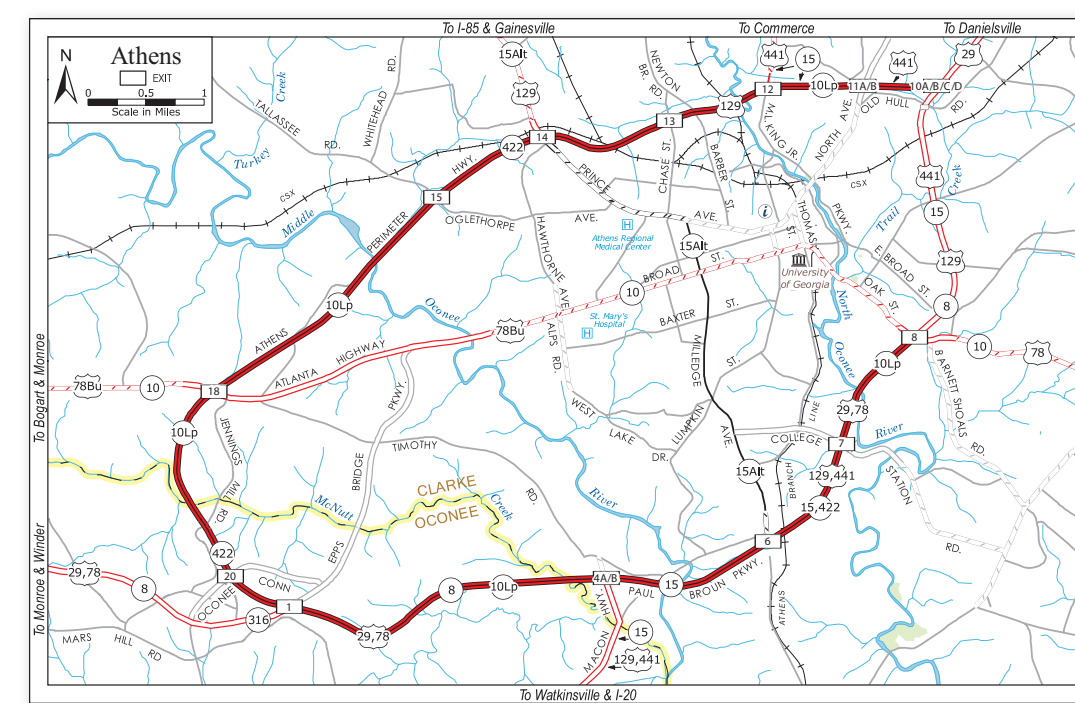 To I-85 & Gainesville
To Commerce
To Danielsville
N
Athens
EXIT
0 0.5 1
Scale in Miles
TALLASSEE
RD.
Creek
Turkey
WHITEHEAD RD.
15Alt
129
NEWTON
BR.
RD.
441
15
12
10Lp
11A/B
441
10A/B/C/D
29
OLD
HULL
RD.
129
13
14
422
HWY.
15
CSX
Middle
PERIMETER
OGLETHORPE
AVE.
PRINCE
AVE.
CHASE ST.
BARBER
ST.
M.L. KING JR.
PKWY.
NORTH AVE.
CSX
441
Creek
Trail
15
129
i
THOMAS
ST.
H
Athens Regional
Medical Center
HAWTHORNE AVE.
15Alt
BROAD
ST.
10
University
of Georgia
E. BROAD
ST.
OAK
ST.
8
10Lp
ATHENS
Oconee
78Bu
ATLANTA
HIGHWAY
St. Mary's
Hospital
H
BAXTER
ST.
ALPS
RD.
North
Oconee
River
8
10
78
10Lp
BARNETT SHOALS
RD.
To Bogart & Monroe
78Bu
10
18
10Lp
JENNINGS
MILL
RD.
PKWY.
BRIDGE
EPPS
TIMOTHY
RD.
WEST
LAKE
DR.
LUMPKIN
ST.
MILLEDGE
AVE.
COLLEGE
STATION
RD.
LINE
BRANCH
ATHENS
29,78
7
129,441
15,422
15Alt
6
McNutt
Creek
CLARKE
OCONEE
River
To Monroe & Winder
29,78
8
422
20
OCONEE
CONN
316
1
MARS
HILL
RD
29,78
8
10Lp
4A/B
PAUL
15
BROUN
PKWY.
HWY.
MACON
15
129,441
To Watkinsville & I-20